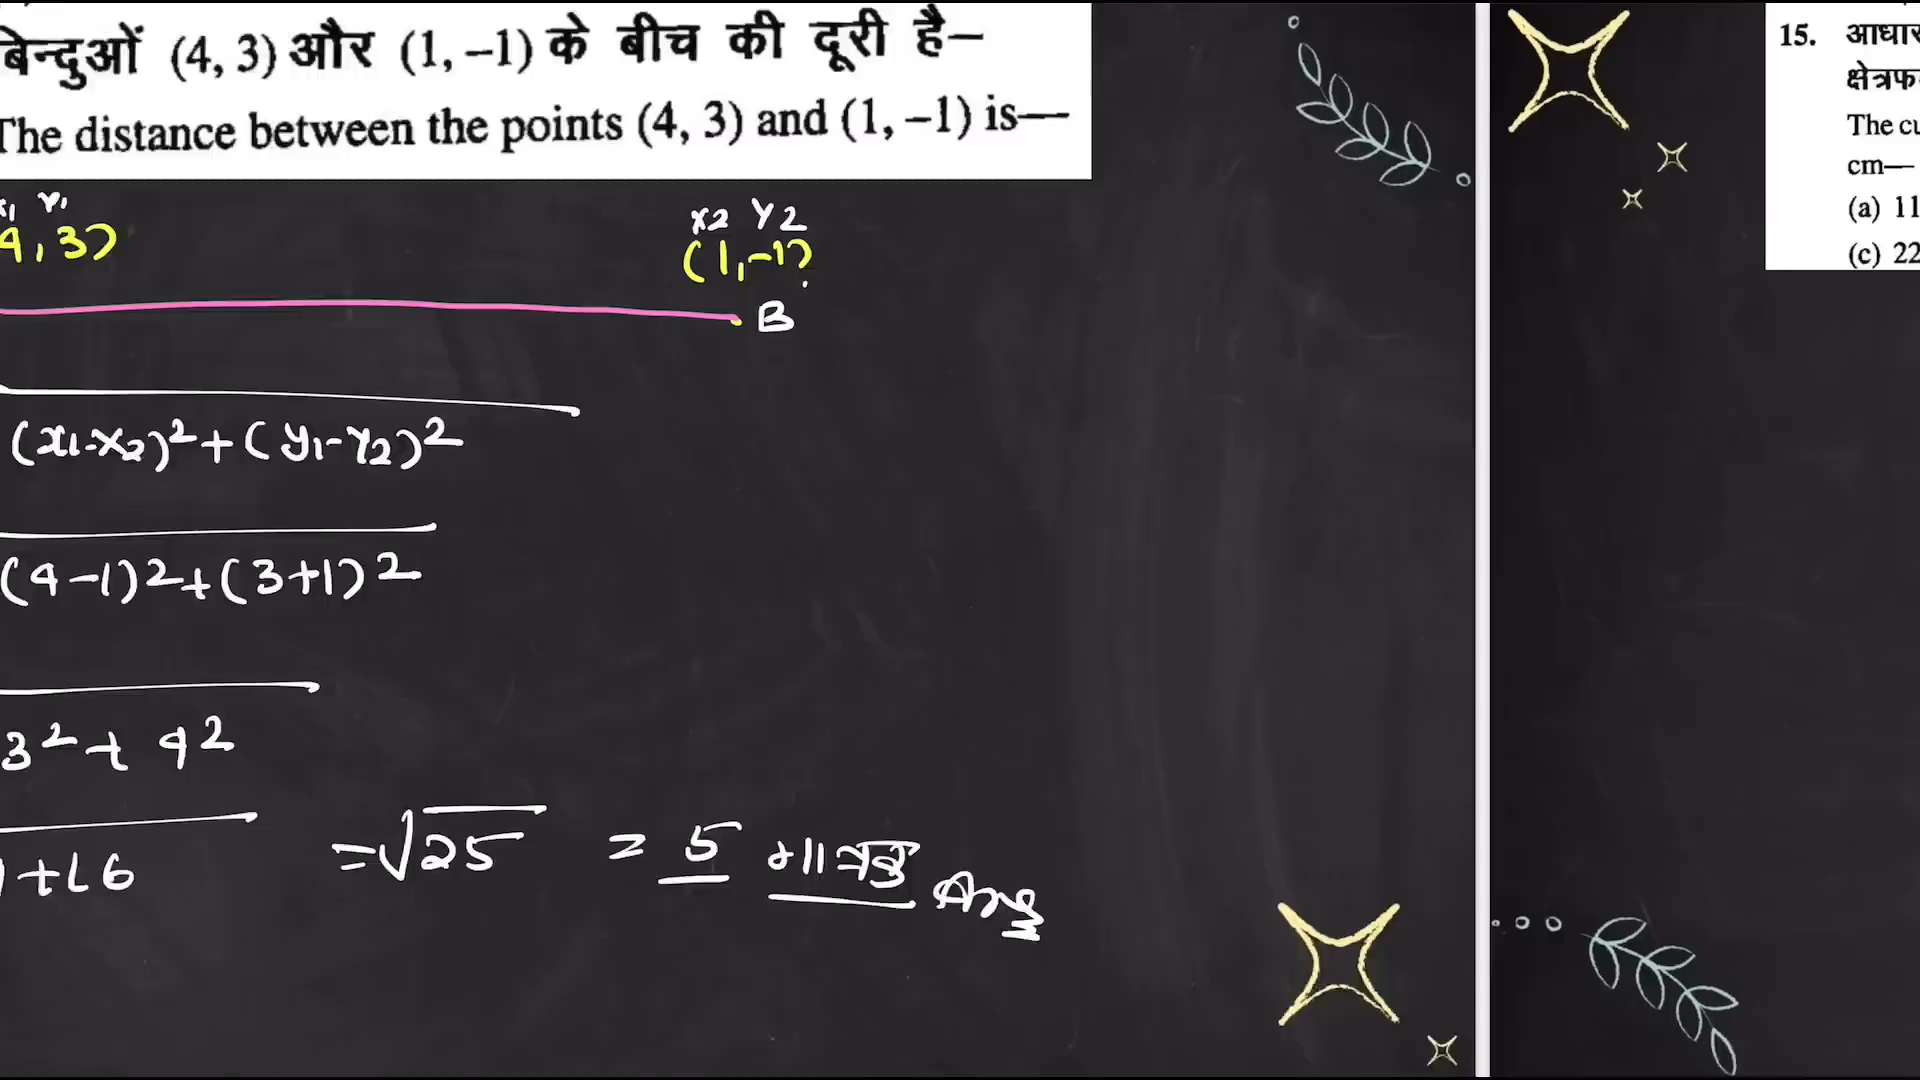 बिन्दुओं (4, 3) और (1, –1) के बीच की दूरी है–
The distance between the points (4, 3) and (1, –1) is—
x₁ y₁
4, 3)
x2 y2
(1, -1)
B
(x₁-x₂)²+(y₁-y₂)²
(4-1)²+(3+1)²
3²+4²
+16
=√25 = 5 मात्रक Ans
15.
क्षेत्रफ
The cu
cm—
(a) 11
(c) 22